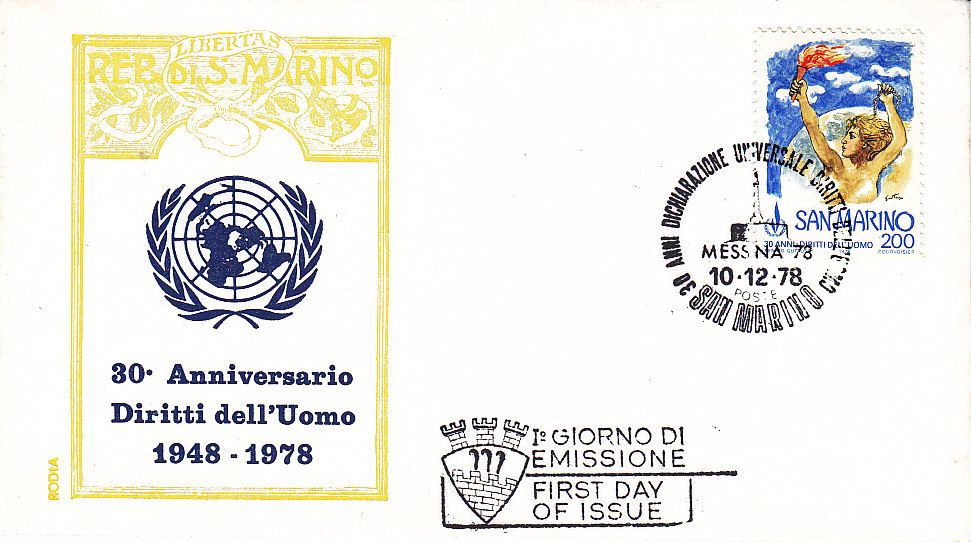 LIBERTAS
REP. DI S. MARINO
30· Anniversario
Diritti dell'Uomo
1948 - 1978
RODIA
SAN MARINO
30 ANNI DIRITTI DELL'UOMO
200
COURVOISIER
30 ANNI DICHIARAZIONE UNIVERSALE DIRITTI
MESSINA 78
10·12·78
POSTE
SAN MARINO
I° GIORNO DI
EMISSIONE
FIRST DAY
OF ISSUE